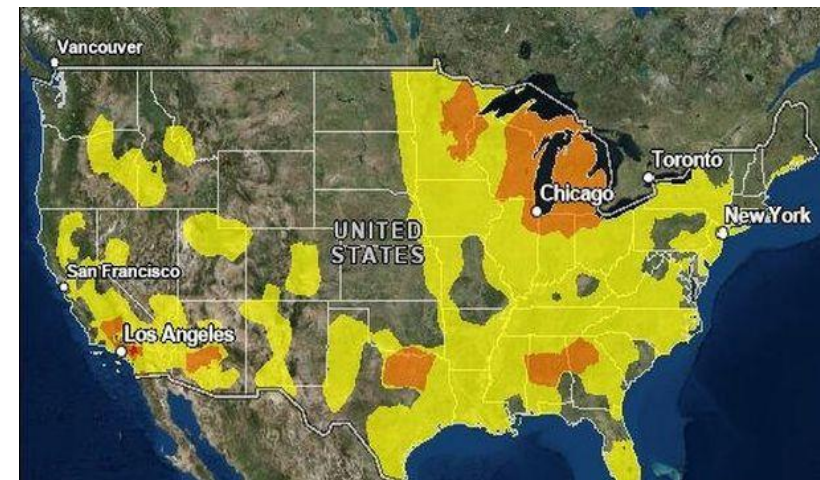 Vancouver
Toronto
Chicago
New York
UNITED
STATES
San Francisco
Los Angeles